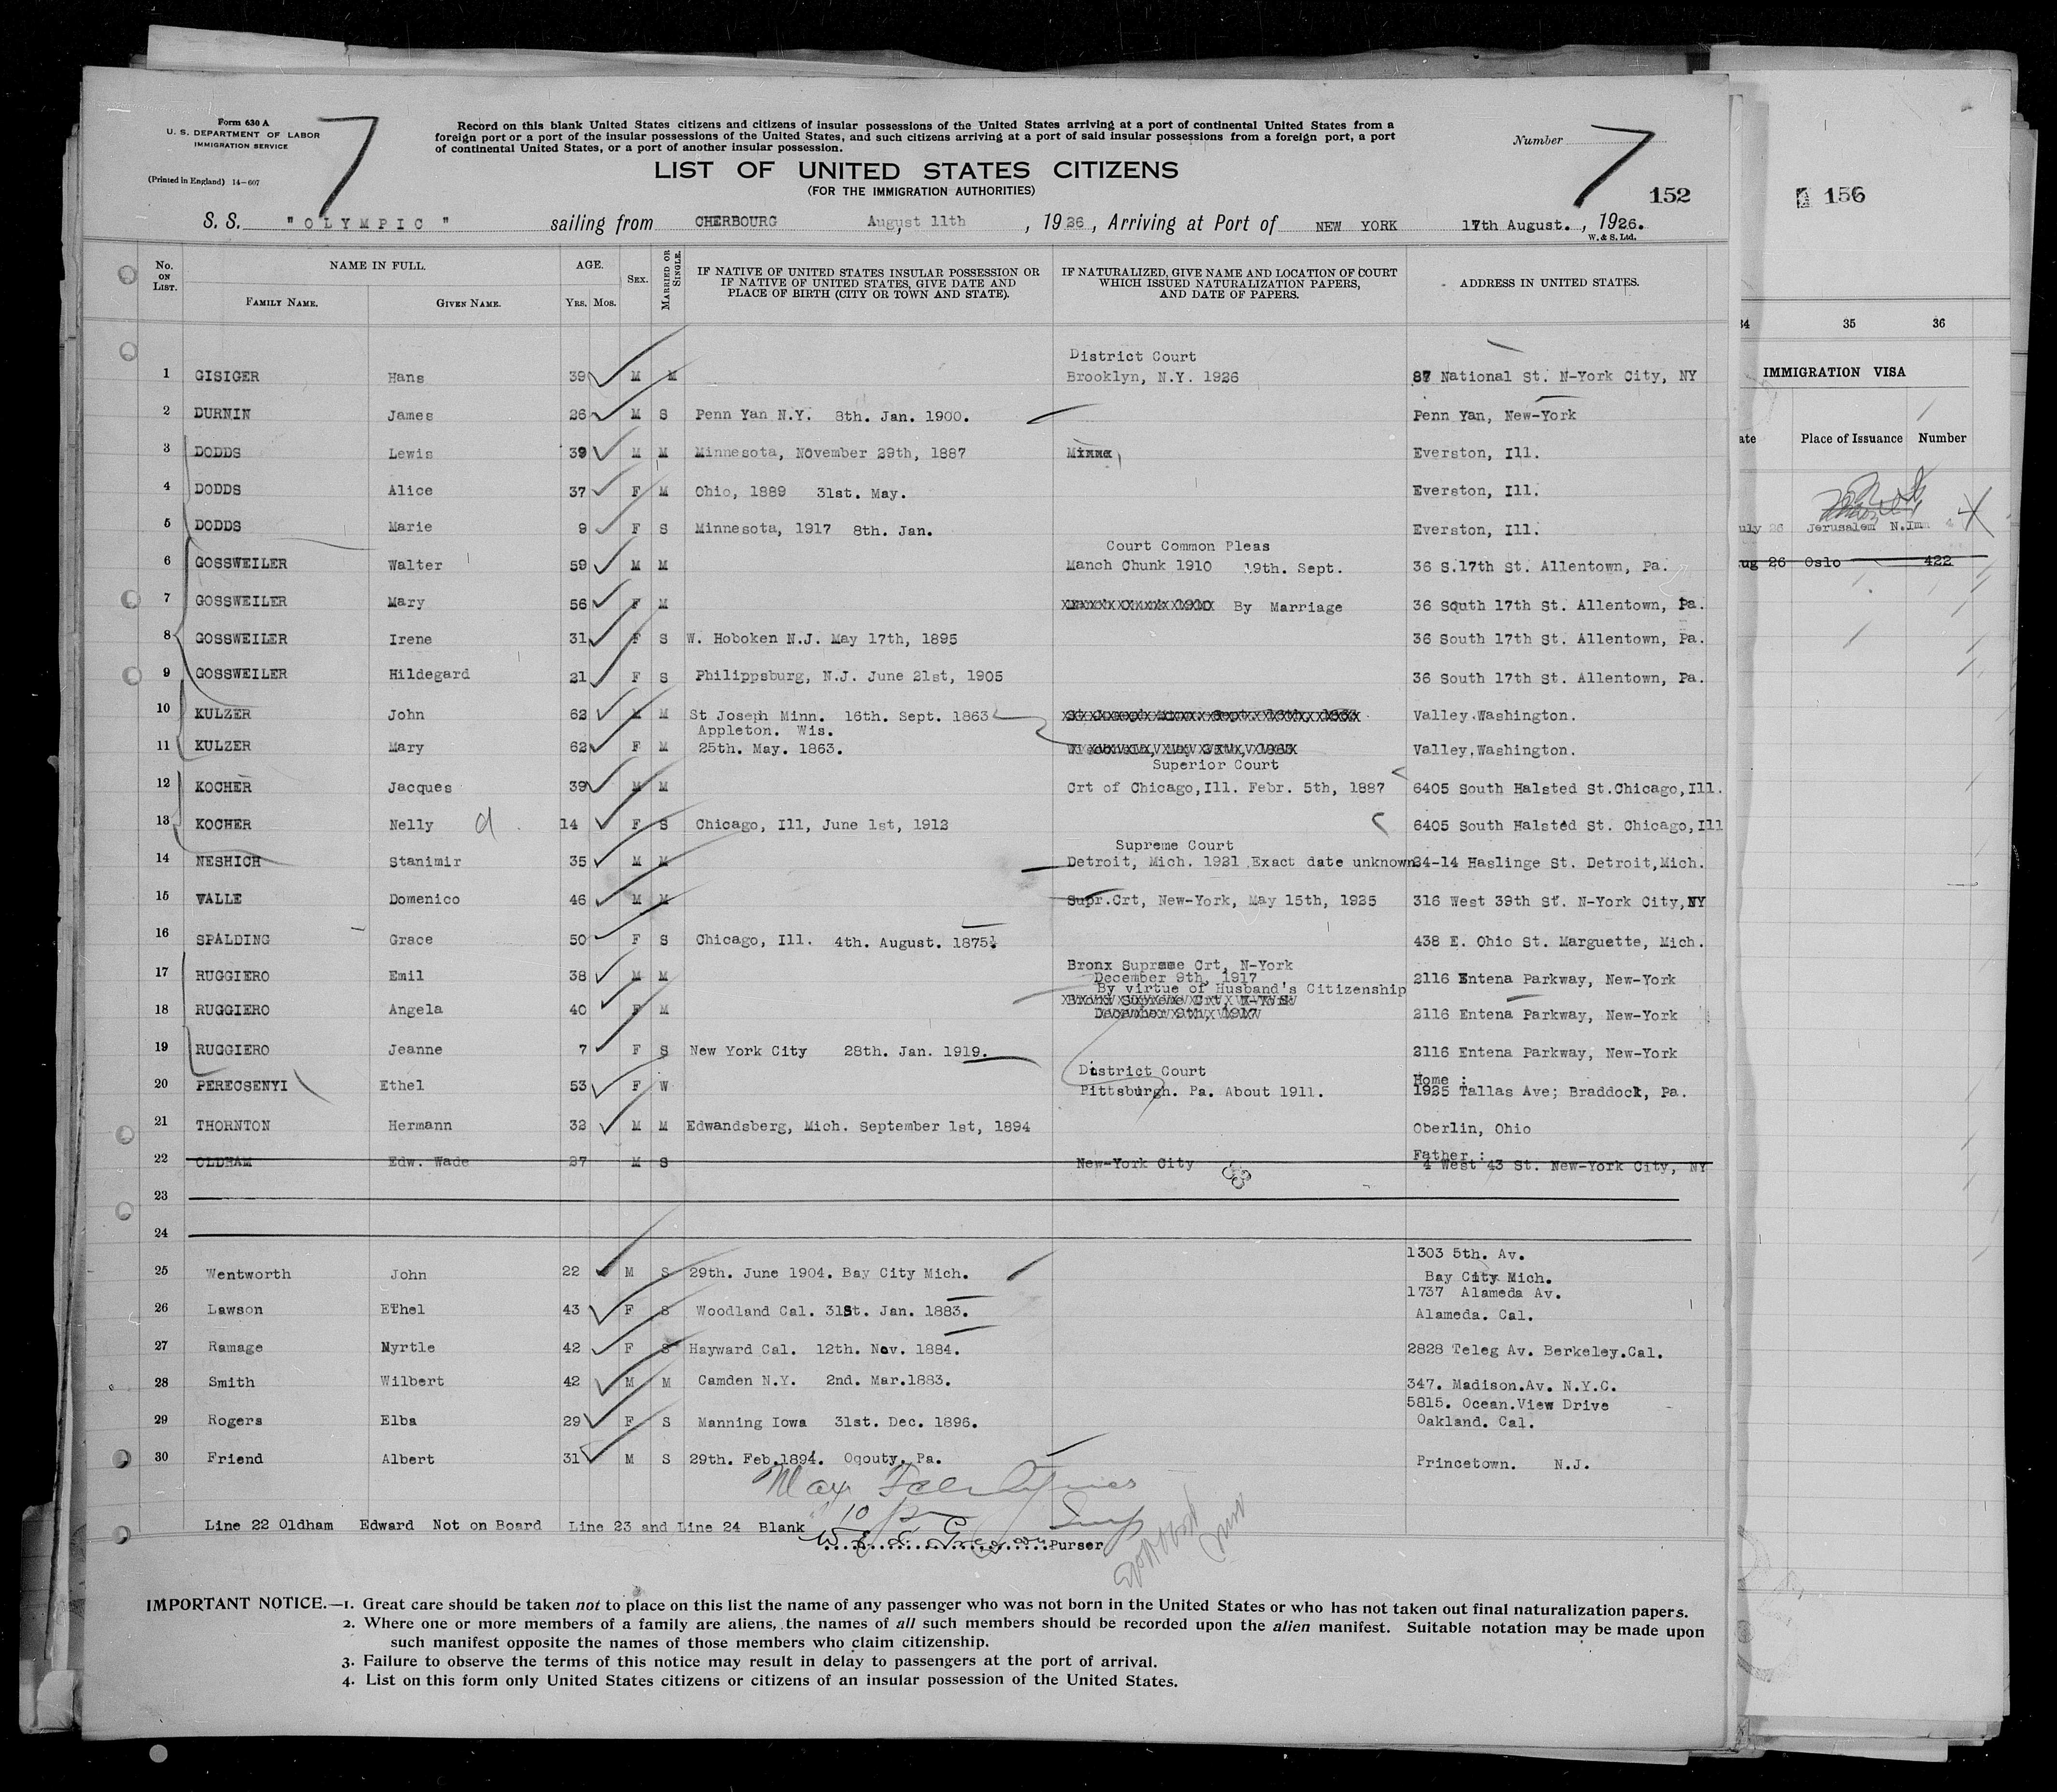 Form 630 A
U. S. DEPARTMENT OF LABOR
IMMIGRATION SERVICE
(Printed in England) 14-607
7
Record on this blank United States citizens and citizens of insular possessions of the United States arriving at a port of continental United States from a
foreign port or a port of the insular possessions of the United States, and such citizens arriving at a port of said insular possessions from a foreign port, a port
of continental United States, or a port of another insular possession.
LIST OF UNITED STATES CITIZENS
(FOR THE IMMIGRATION AUTHORITIES)
Number 7
152
S. S. "OLYMPIC" sailing from CHERBOURG August 11th, 1926, Arriving at Port of NEW YORK 17th August., 1926.
W. & S. Ltd.
No. ON LIST. NAME IN FULL. FAMILY NAME. GIVEN NAME. AGE. YRS. MOS. SEX. MARRIED OR SINGLE.
IF NATIVE OF UNITED STATES INSULAR POSSESSION OR IF NATIVE OF UNITED STATES, GIVE DATE AND PLACE OF BIRTH (CITY OR TOWN AND STATE).
IF NATURALIZED, GIVE NAME AND LOCATION OF COURT WHICH ISSUED NATURALIZATION PAPERS, AND DATE OF PAPERS.
ADDRESS IN UNITED STATES.
District Court
1 GISIGER Hans 39 M M Brooklyn, N.Y. 1926 87 National St. N-York City, NY
2 DURNIN James 26 M S Penn Yan N.Y. 8th. Jan. 1900. Penn Yan, New-York
3 DODDS Lewis 39 M M Minnesota, November 29th, 1887 Everston, Ill.
4 DODDS Alice 37 F M Ohio, 1889 31st. May. Everston, Ill.
5 DODDS Marie 9 F S Minnesota, 1917 8th. Jan. Everston, Ill.
Court Common Pleas
6 GOSSWEILER Walter 59 M M Manch Chunk 1910 19th. Sept. 36 S.17th St. Allentown, Pa.
7 GOSSWEILER Mary 56 F M By Marriage 36 South 17th St. Allentown, Pa.
8 GOSSWEILER Irene 31 F S W. Hoboken N.J. May 17th, 1895 36 South 17th St. Allentown, Pa.
9 GOSSWEILER Hildegard 21 F S Philippsburg, N.J. June 21st, 1905 36 South 17th St. Allentown, Pa.
10 KULZER John 62 M M St Joseph Minn. 16th. Sept. 1863 Valley.Washington.
Appleton. Wis.
11 KULZER Mary 62 F M 25th. May. 1863. Valley.Washington.
Superior Court
12 KOCHER Jacques 39 M M Crt of Chicago,Ill. Febr. 5th, 1887 6405 South Halsted St.Chicago,Ill.
13 KOCHER Nelly d. 14 F S Chicago, Ill, June 1st, 1912 6405 South Halsted St. Chicago,Ill
Supreme Court
14 NESHICH Stanimir 35 M M Detroit, Mich. 1921 Exact date unknown 24-14 Haslinge St. Detroit,Mich.
15 VALLE Domenico 46 M M Supr.Crt, New-York, May 15th, 1925 316 West 39th St. N-York City,NY
16 SPALDING Grace 50 F S Chicago, Ill. 4th. August. 1875. 438 E. Ohio St. Marguette, Mich.
Bronx Supreme Crt, N-York
17 RUGGIERO Emil 38 M M December 9th, 1917 2116 Entena Parkway, New-York
By virtue of Husband's Citizenship
Bronx Supreme Crt, N-York
18 RUGGIERO Angela 40 F M December 9th, 1917 2116 Entena Parkway, New-York
19 RUGGIERO Jeanne 7 F S New York City 28th. Jan. 1919. 2116 Entena Parkway, New-York
District Court Home :
20 PERECSENYI Ethel 53 F W Pittsburgh. Pa. About 1911. 1925 Tallas Ave; Braddock, Pa.
21 THORNTON Hermann 32 M M Edwandsberg, Mich. September 1st, 1894 Oberlin, Ohio
Father :
22 OLDHAM Edw. Wade 27 M S New-York City 4 West 43 St. New-York City, NY
23
24
1303 5th. Av.
25 Wentworth John 22 M S 29th. June 1904. Bay City Mich. Bay City Mich.
1737 Alameda Av.
26 Lawson Ethel 43 F S Woodland Cal. 31st. Jan. 1883. Alameda. Cal.
27 Ramage Myrtle 42 F S Hayward Cal. 12th. Nov. 1884. 2828 Teleg Av. Berkeley.Cal.
28 Smith Wilbert 42 M M Camden N.Y. 2nd. Mar.1883. 347. Madison.Av. N.Y.C.
5815. Ocean.View Drive
29 Rogers Elba 29 F S Manning Iowa 31st. Dec. 1896. Oakland. Cal.
30 Friend Albert 31 M S 29th. Feb.1894. Ogouty. Pa. Princetown. N.J.
Max
10
Insp
Line 22 Oldham Edward Not on Board Line 23 and Line 24 Blank
Purser
IMPORTANT NOTICE.—1. Great care should be taken not to place on this list the name of any passenger who was not born in the United States or who has not taken out final naturalization papers.
2. Where one or more members of a family are aliens, the names of all such members should be recorded upon the alien manifest. Suitable notation may be made upon
such manifest opposite the names of those members who claim citizenship.
3. Failure to observe the terms of this notice may result in delay to passengers at the port of arrival.
4. List on this form only United States citizens or citizens of an insular possession of the United States.
156
34 35 36
IMMIGRATION VISA
ate Place of Issuance Number
uly 26 Jerusalem N.Imm
ug 26 Oslo 422